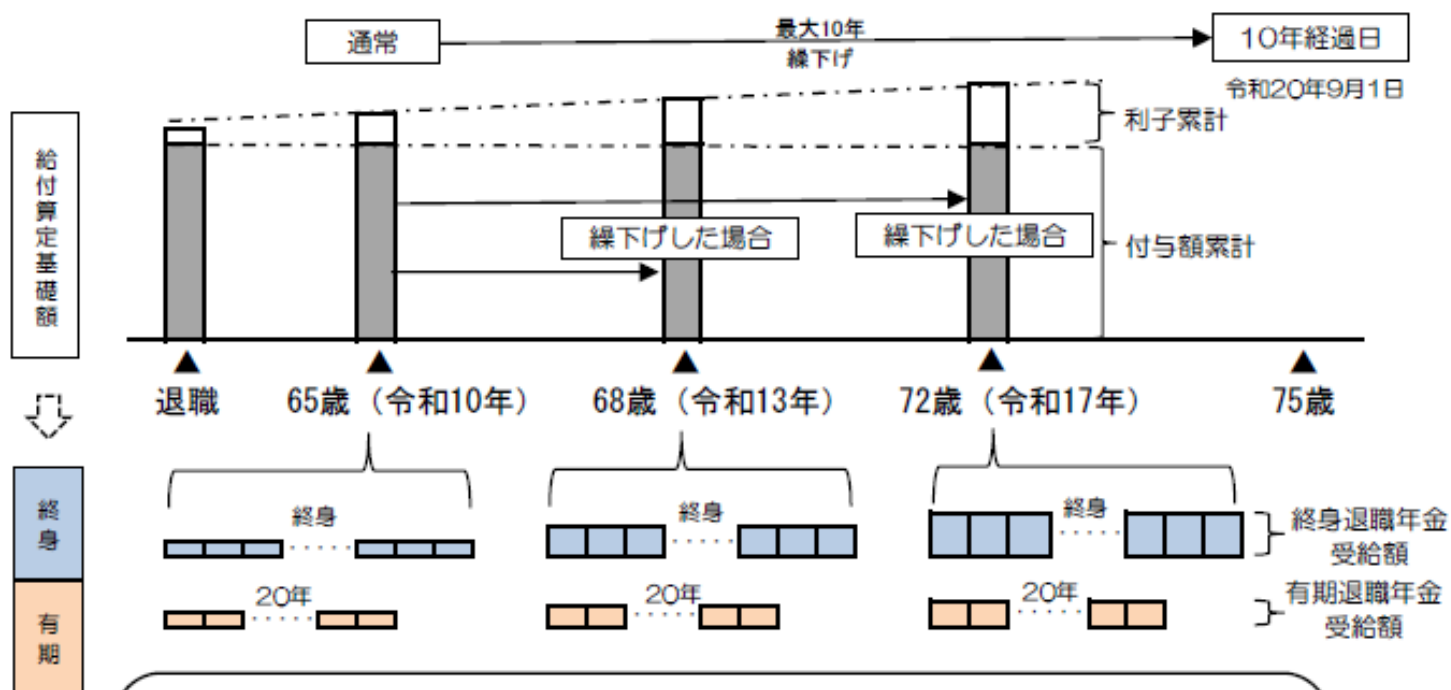 通常
最大10年
繰下げ
10年経過日
令和20年9月1日
給付算定基礎額
利子累計
繰下げした場合
繰下げした場合
付与額累計
▲ ▲ ▲ ▲ ▲
退職 65歳（令和10年） 68歳（令和13年） 72歳（令和17年） 75歳
終身
終身 終身 終身
終身退職年金
受給額
有期
20年 20年 20年
有期退職年金
受給額